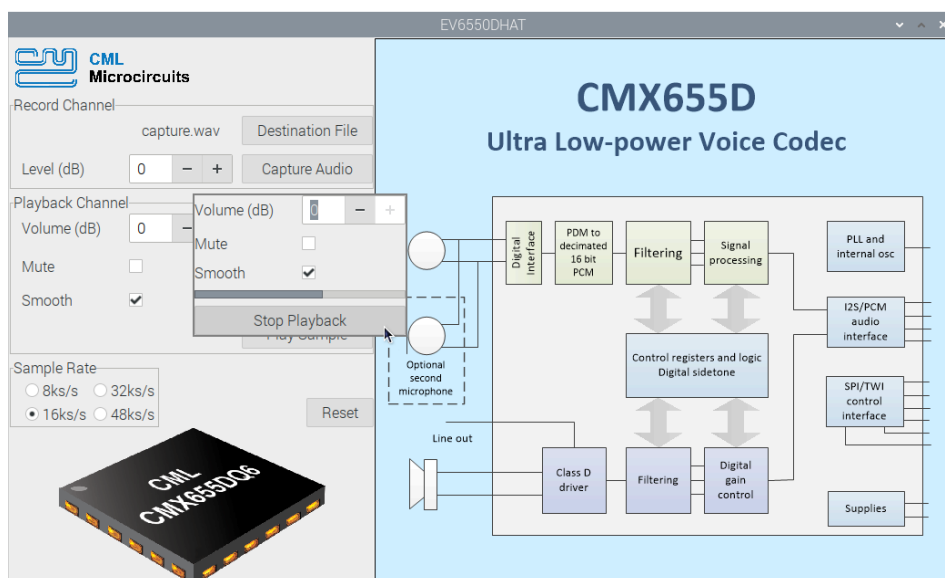 EV6550DHAT
CML
Microcircuits
Record Channel
capture.wav
Destination File
Level (dB)
0
Capture Audio
Playback Channel
Volume (dB)
0
Mute
Smooth
Volume (dB)
0
Mute
Smooth
Stop Playback
Play Sample
Sample Rate
8ks/s
32ks/s
16ks/s
48ks/s
Reset
CML
CMX655DQ6
CMX655D
Ultra Low-power Voice Codec
Digital
Interface
PDM to
decimated
16 bit
PCM
Filtering
Signal
processing
PLL and
internal osc
I2S/PCM
audio
interface
Control registers and logic
Digital sidetone
SPI/TWI
control
interface
Optional
second
microphone
Line out
Class D
driver
Filtering
Digital
gain
control
Supplies